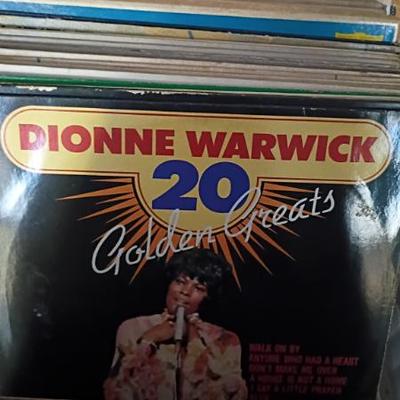 DIONNE WARWICK
20
Golden Greats
WALK ON BY
ANYONE WHO HAD A HEART
DON'T MAKE ME OVER
A HOUSE IS NOT A HOME
I SAY A LITTLE PRAYER